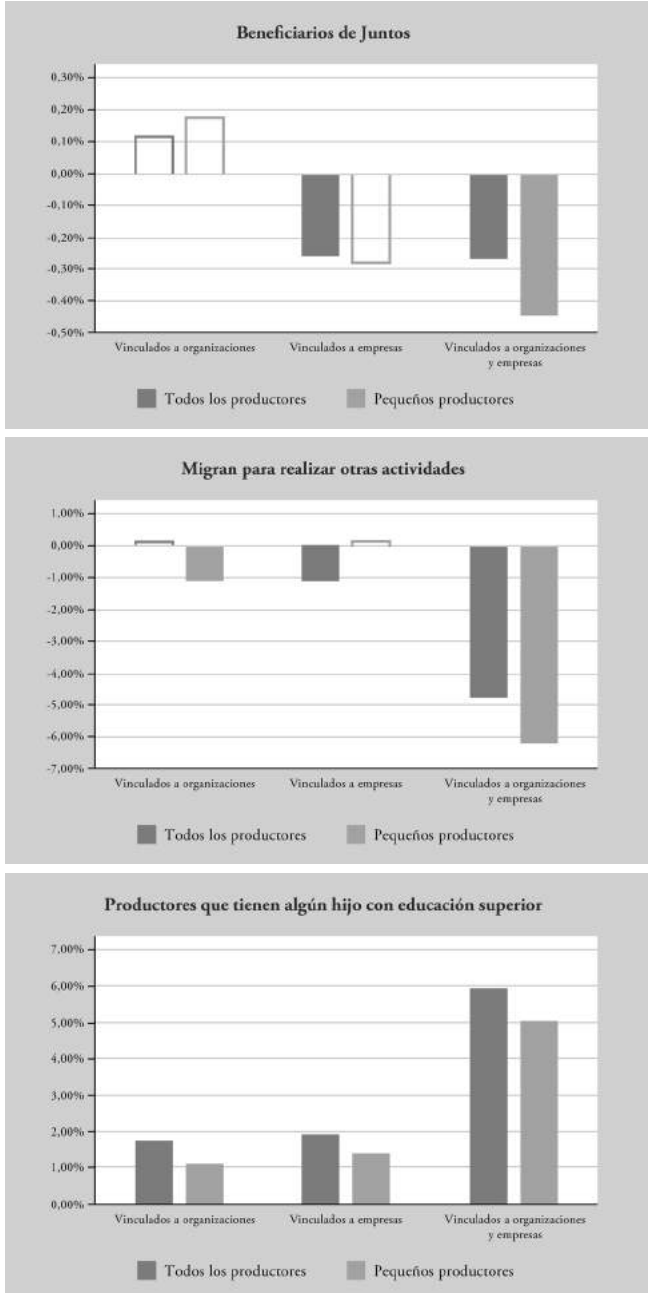 Beneficiarios de Juntos
0,30%
0,20%
0,10%
0,00%
-0,10%
-0,20%
-0,30%
-0.40%
-0,50%
Vinculados a organizaciones
Vinculados a empresas
Vinculados a organizaciones
y empresas
Todos los productores
Pequeños productores
Migran para realizar otras actividades
1,00%
0,00%
-1,00%
-2,00%
-3,00%
-4,00%
-5,00%
-6,00%
-7,00%
Vinculados a organizaciones
Vinculados a empresas
Vinculados a organizaciones
y empresas
Todos los productores
Pequeños productores
Productores que tienen algún hijo con educación superior
7,00%
6,00%
5,00%
4,00%
3,00%
2,00%
1,00%
0,00%
Vinculados a organizaciones
Vinculados a empresas
Vinculados a organizaciones
y empresas
Todos los productores
Pequeños productores